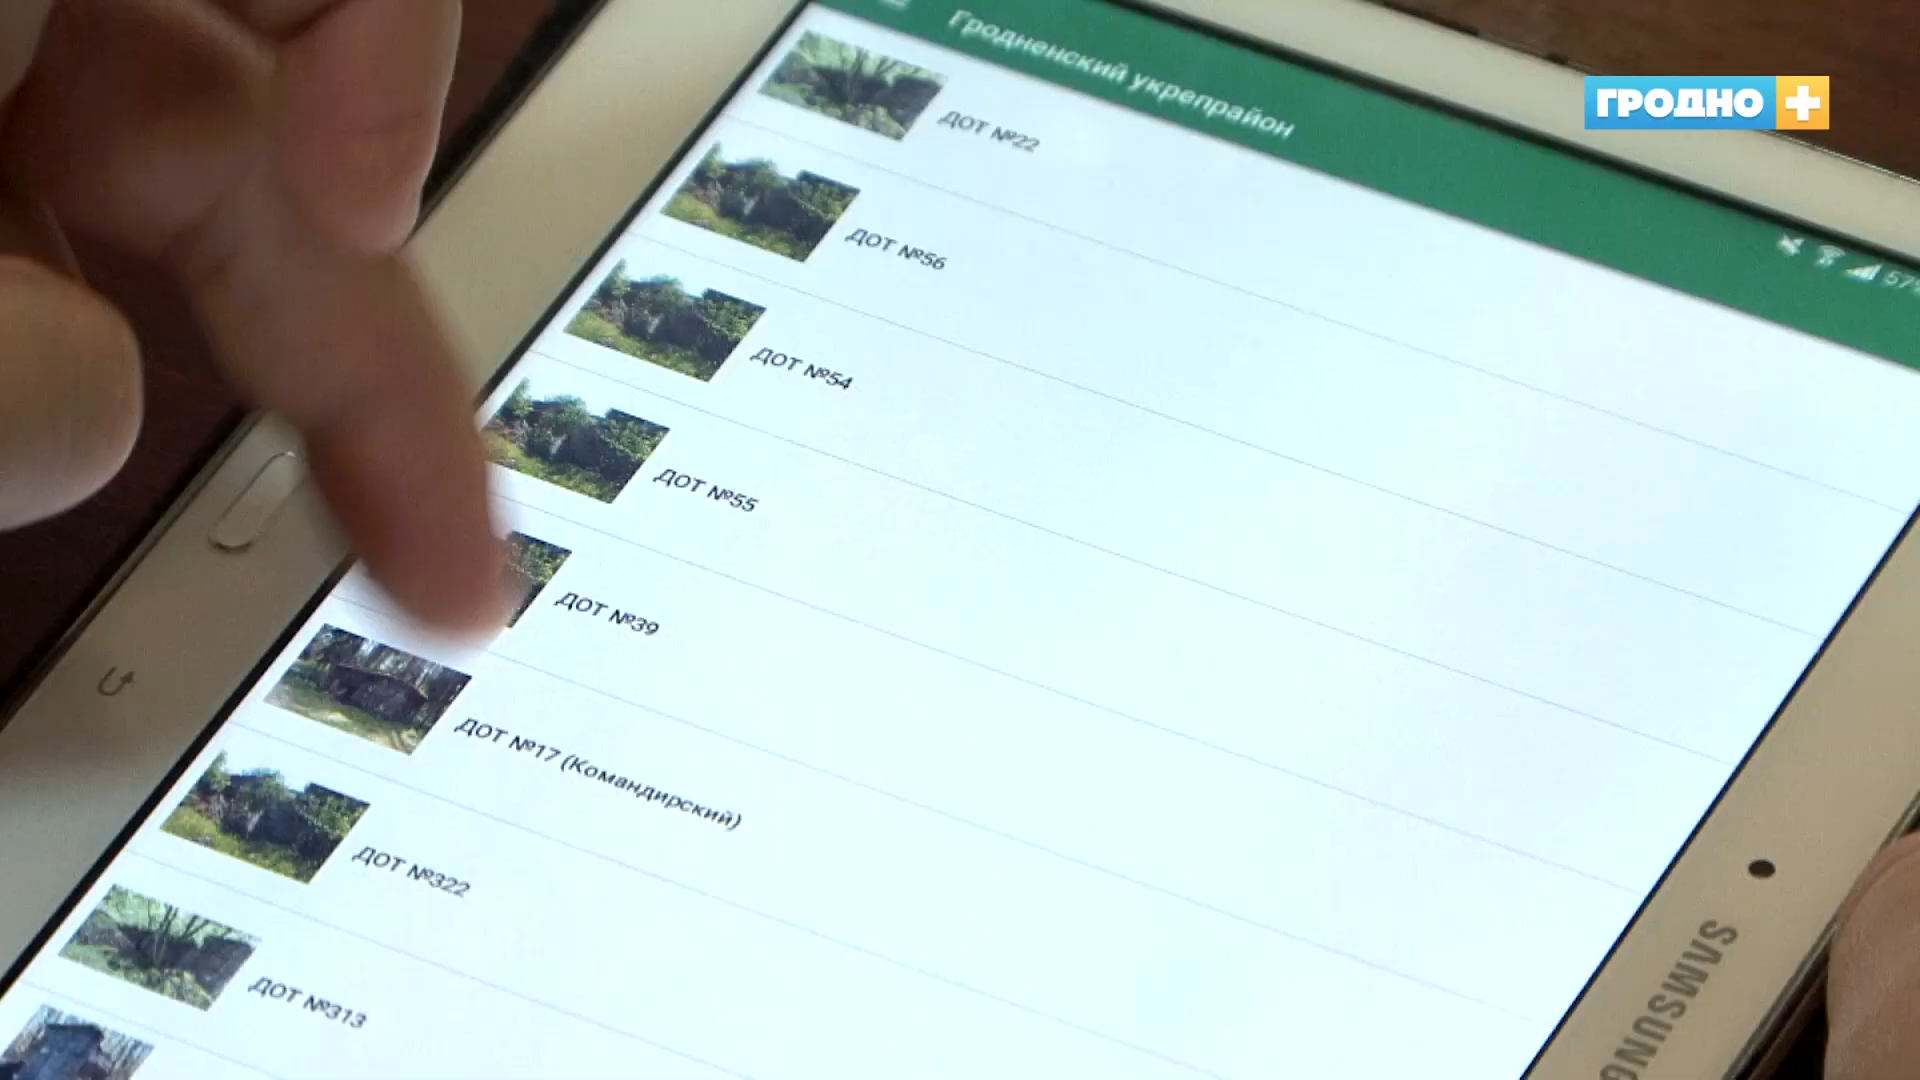 Гродненский укрепрайон
ГРОДНО +
ДОТ №22
57%
ДОТ №56
ДОТ №54
ДОТ №55
ДОТ №39
ДОТ №17 (Командирский)
ДОТ №322
ДОТ №313
SAMSUNG